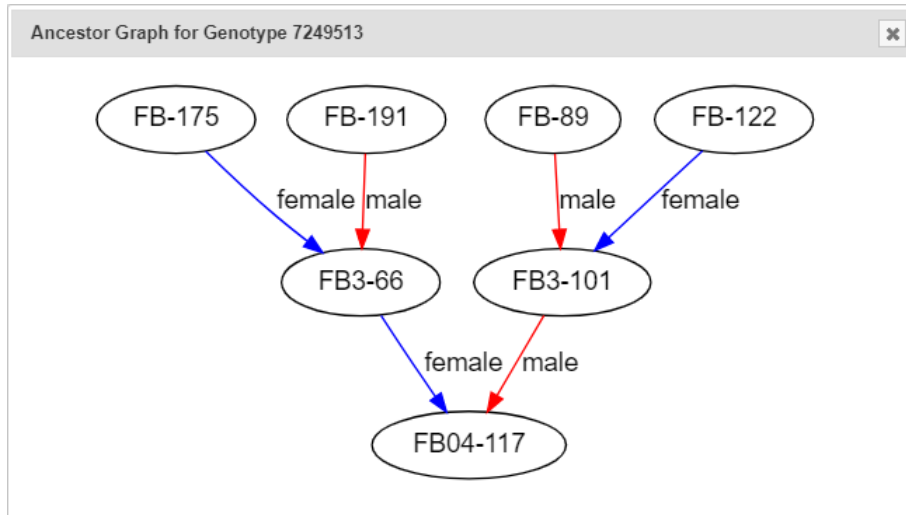 Ancestor Graph for Genotype 7249513
FB-175 FB-191 FB-89 FB-122
female male male female
FB3-66 FB3-101
female male
FB04-117